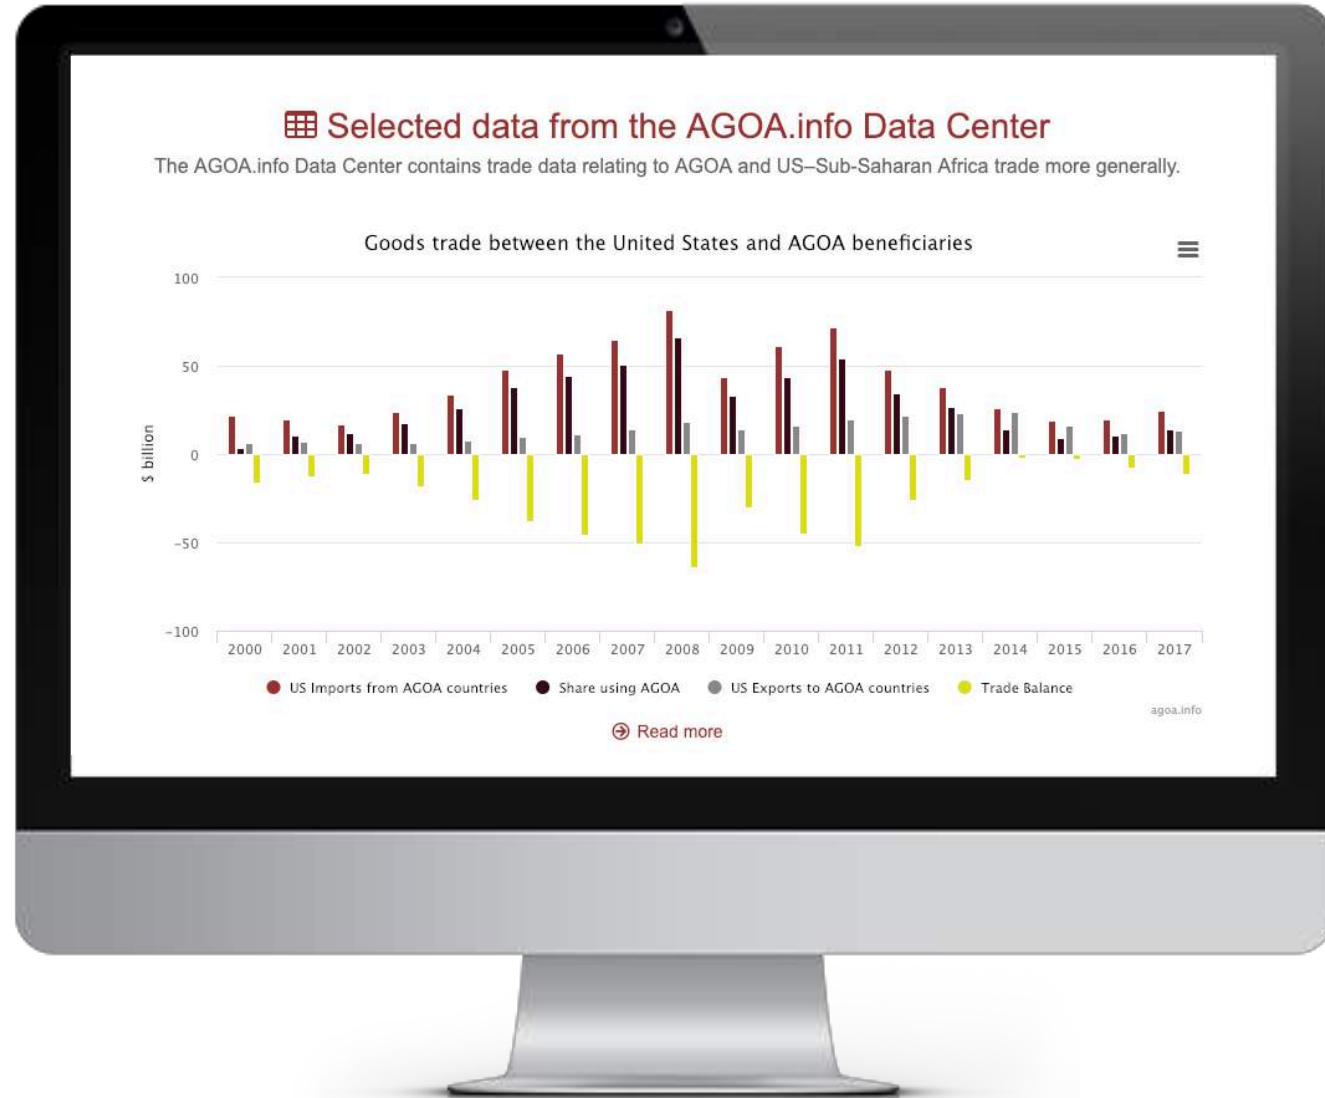 Selected data from the AGOA.info Data Center
The AGOA.info Data Center contains trade data relating to AGOA and US–Sub-Saharan Africa trade more generally.
Goods trade between the United States and AGOA beneficiaries
100
50
0
-50
-100
$ billion
2000 2001 2002 2003 2004 2005 2006 2007 2008 2009 2010 2011 2012 2013 2014 2015 2016 2017
US Imports from AGOA countries Share using AGOA US Exports to AGOA countries Trade Balance
agoa.info
Read more